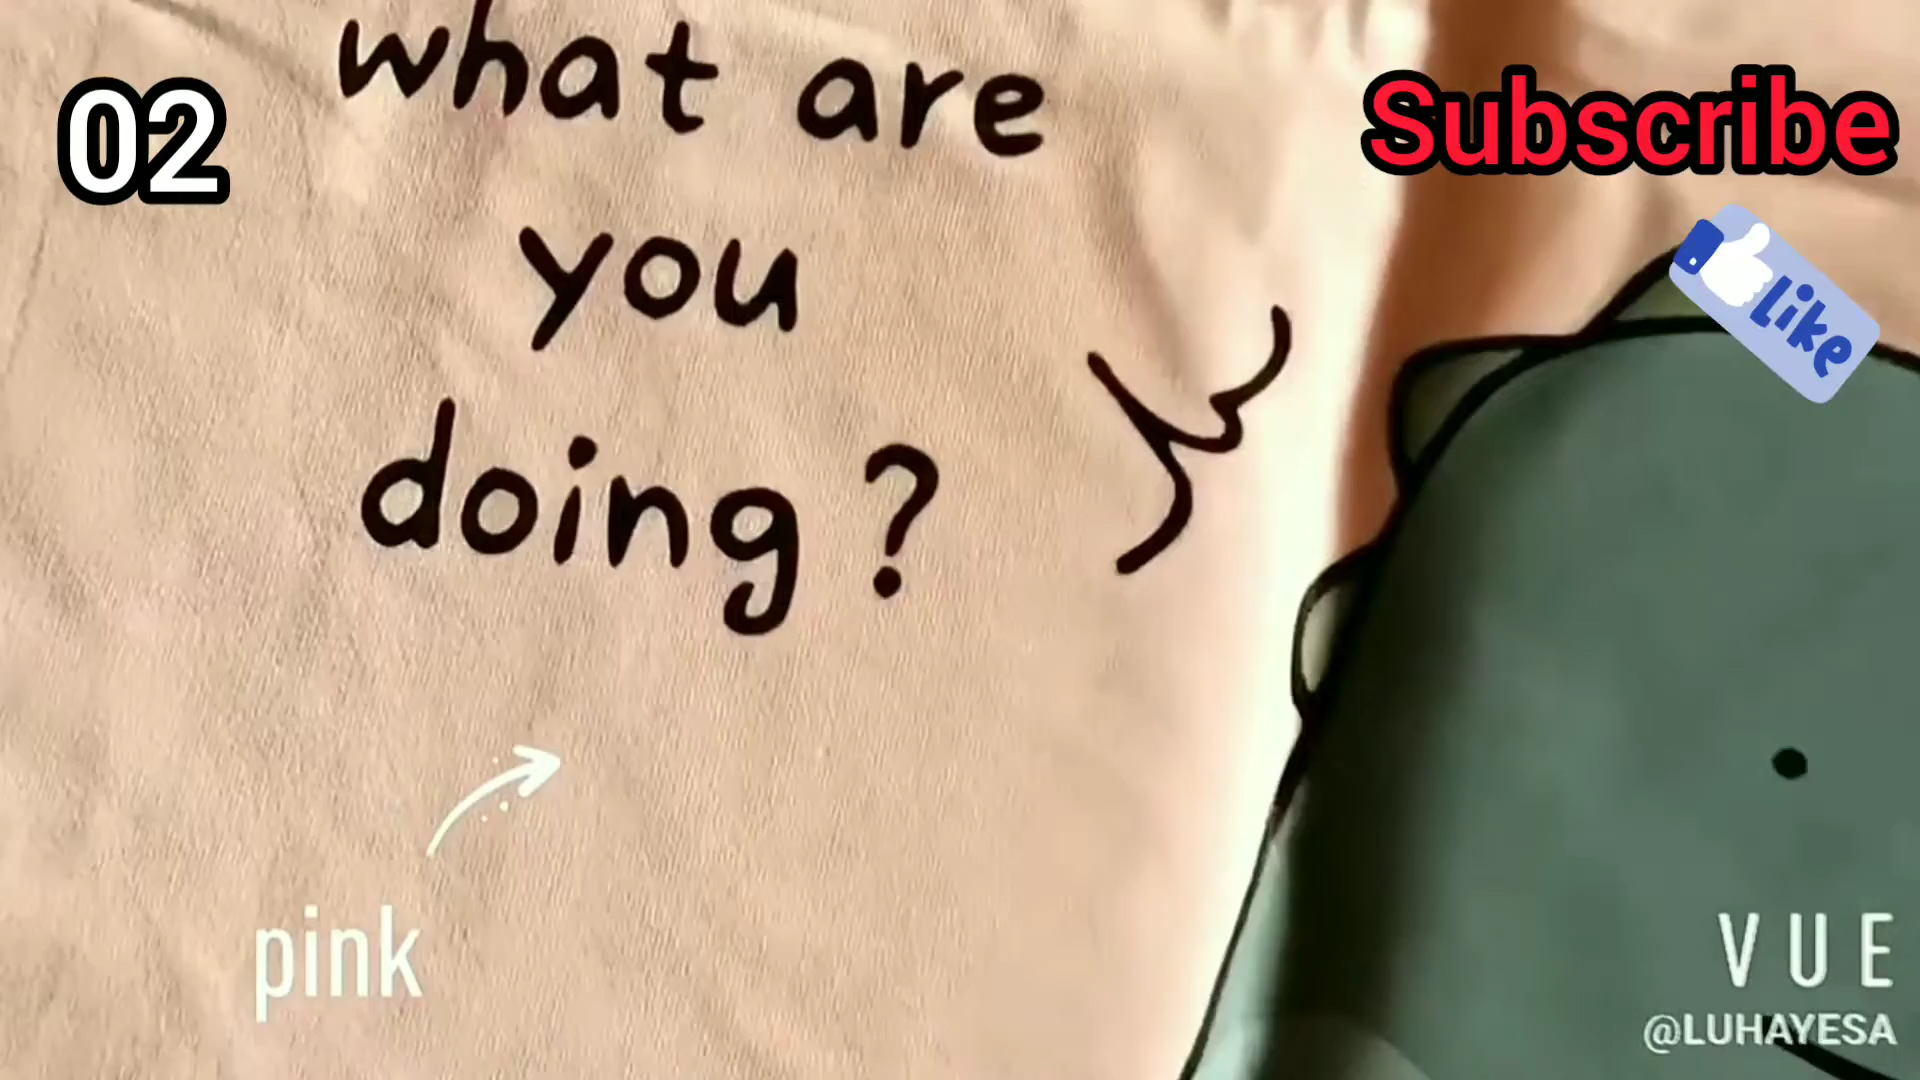 what are
02
Subscribe
you
Like
doing ?
pink
VUE
@LUHAYESA